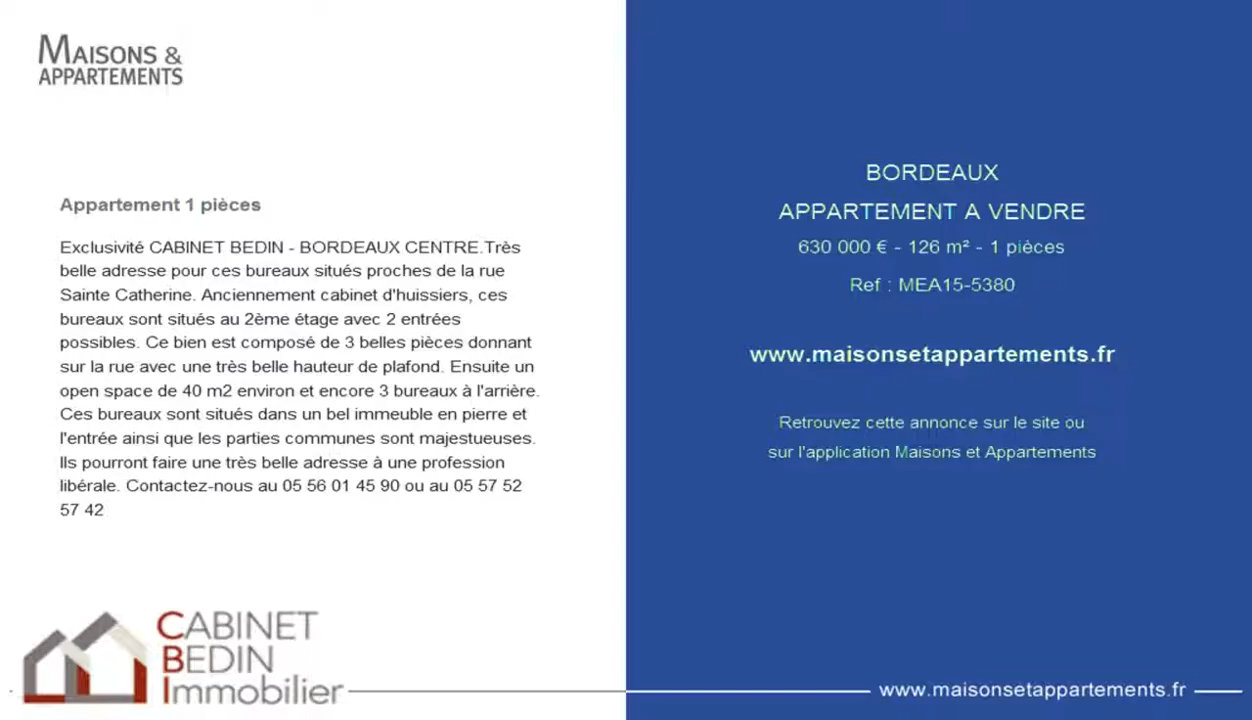 MAISONS &
APPARTEMENTS
Appartement 1 pièces
Exclusivité CABINET BEDIN - BORDEAUX CENTRE.Très
belle adresse pour ces bureaux situés proches de la rue
Sainte Catherine. Anciennement cabinet d'huissiers, ces
bureaux sont situés au 2ème étage avec 2 entrées
possibles. Ce bien est composé de 3 belles pièces donnant
sur la rue avec une très belle hauteur de plafond. Ensuite un
open space de 40 m2 environ et encore 3 bureaux à l'arrière.
Ces bureaux sont situés dans un bel immeuble en pierre et
l'entrée ainsi que les parties communes sont majestueuses.
Ils pourront faire une très belle adresse à une profession
libérale. Contactez-nous au 05 56 01 45 90 ou au 05 57 52
57 42
CABINET
BEDIN
Immobilier
BORDEAUX
APPARTEMENT A VENDRE
630 000 € - 126 m² - 1 pièces
Ref : MEA15-5380
www.maisonsetappartements.fr
Retrouvez cette annonce sur le site ou
sur l'application Maisons et Appartements
www.maisonsetappartements.fr